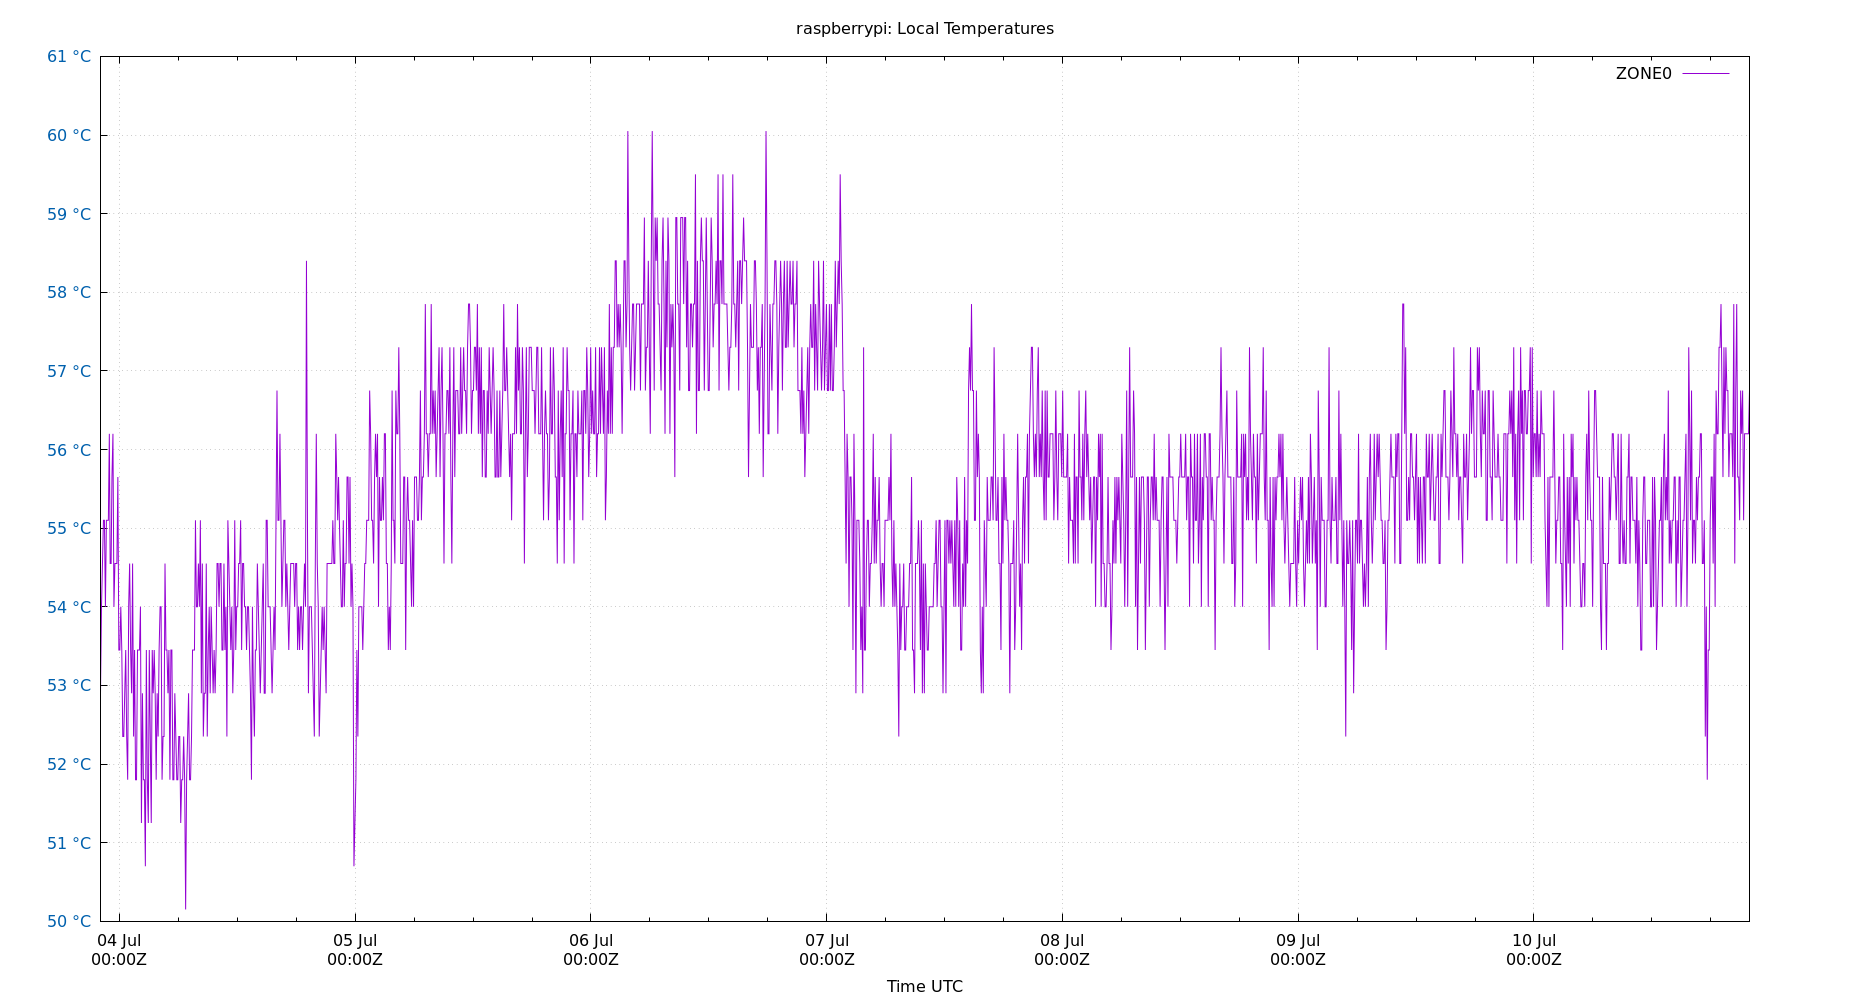 raspberrypi: Local Temperatures
61 °C
ZONE0
60 °C
59 °C
58 °C
57 °C
56 °C
55 °C
54 °C
53 °C
52 °C
51 °C
50 °C
04 Jul 05 Jul 06 Jul 07 Jul 08 Jul 09 Jul 10 Jul
00:00Z 00:00Z 00:00Z 00:00Z 00:00Z 00:00Z 00:00Z
Time UTC